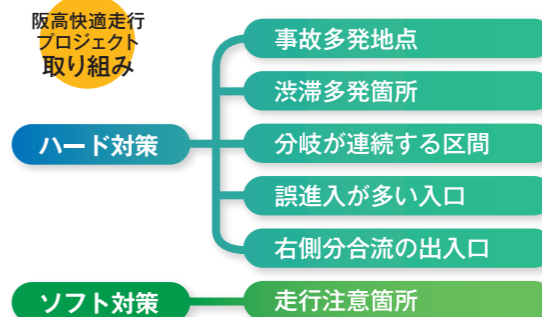 阪高快適走行
プロジェクト
取り組み
ハード対策
事故多発地点
渋滞多発箇所
分岐が連続する区間
誤進入が多い入口
右側分合流の出入口
ソフト対策
走行注意箇所